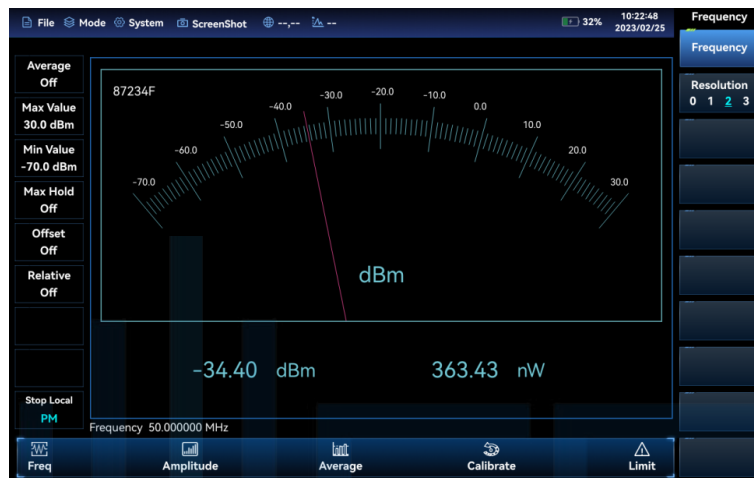 File Mode System ScreenShot --,-- -- 32% 10:22:48
2023/02/25
Frequency
Frequency
Resolution
0 1 2 3
Average
Off
Max Value
30.0 dBm
Min Value
-70.0 dBm
Max Hold
Off
Offset
Off
Relative
Off
Stop Local
PM
87234F
-70.0 -60.0 -50.0 -40.0 -30.0 -20.0 -10.0 0.0 10.0 20.0 30.0
dBm
-34.40 dBm 363.43 nW
Frequency 50.000000 MHz
Freq Amplitude Average Calibrate Limit